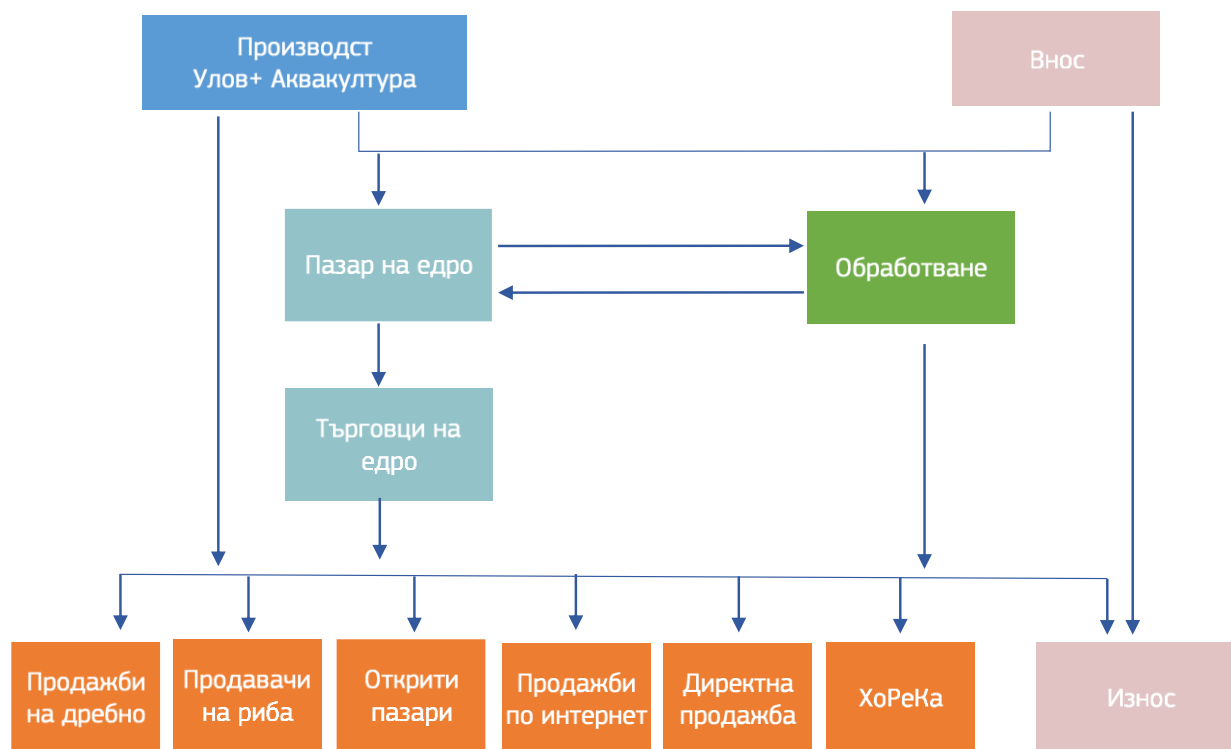 Производст
Улов+ Аквакултура
Внос
Пазар на едро
Обработване
Търговци на
едро
Продажби
на дребно
Продавачи
на риба
Открити
пазари
Продажби
по интернет
Директна
продажба
ХоРеКа
Износ